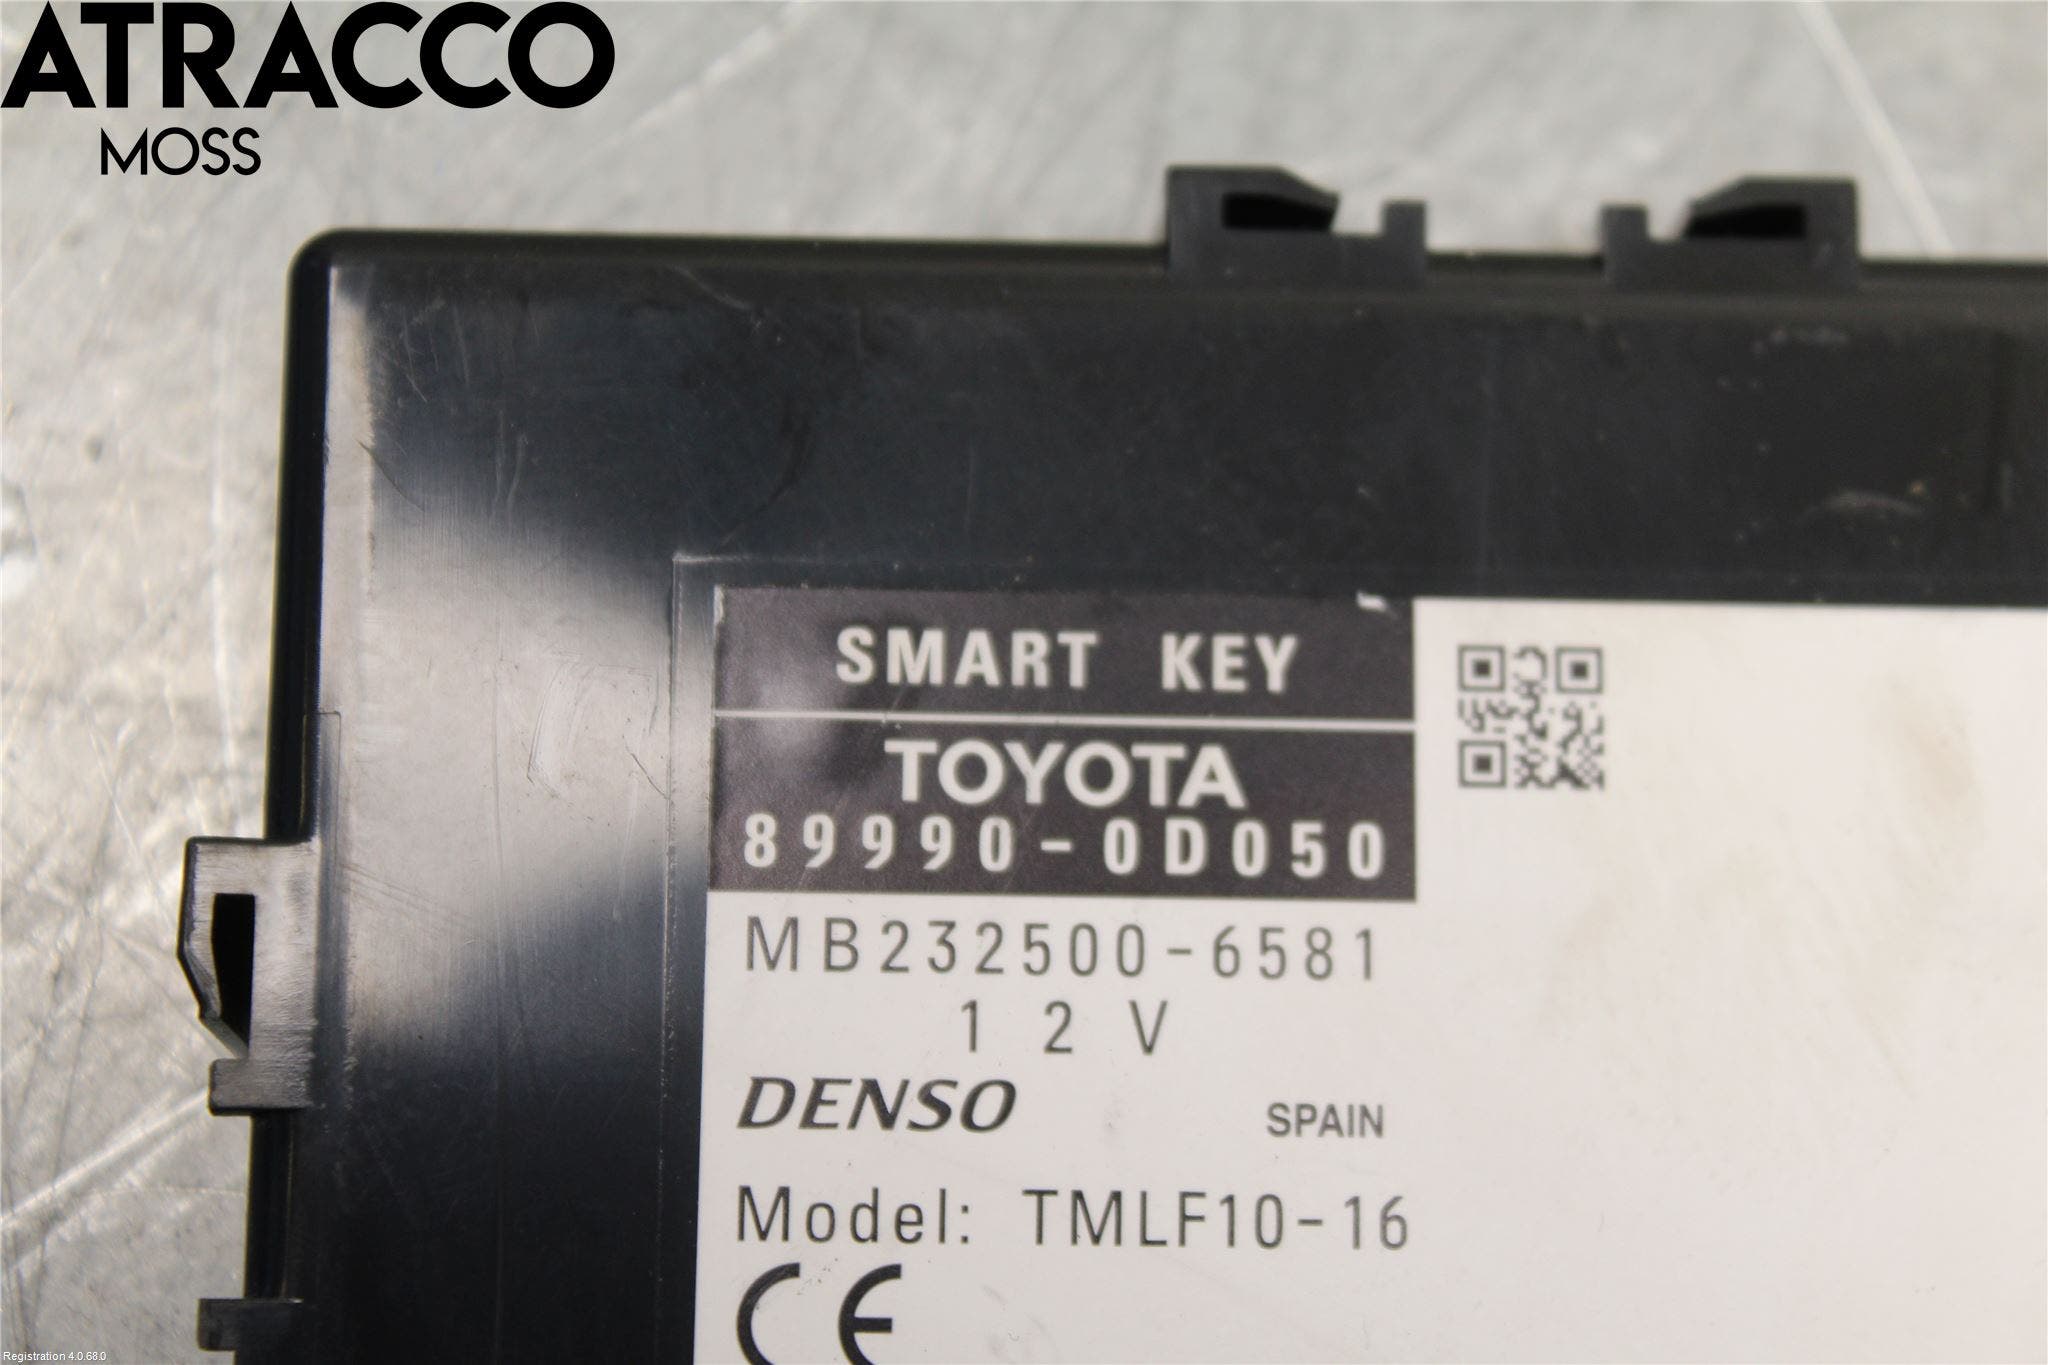 ATRACCO
MOSS
SMART KEY
TOYOTA
89990-0D050
MB232500-6581
12V
DENSO SPAIN
Model: TMLF10-16
CE
Registration 4.0.68.0